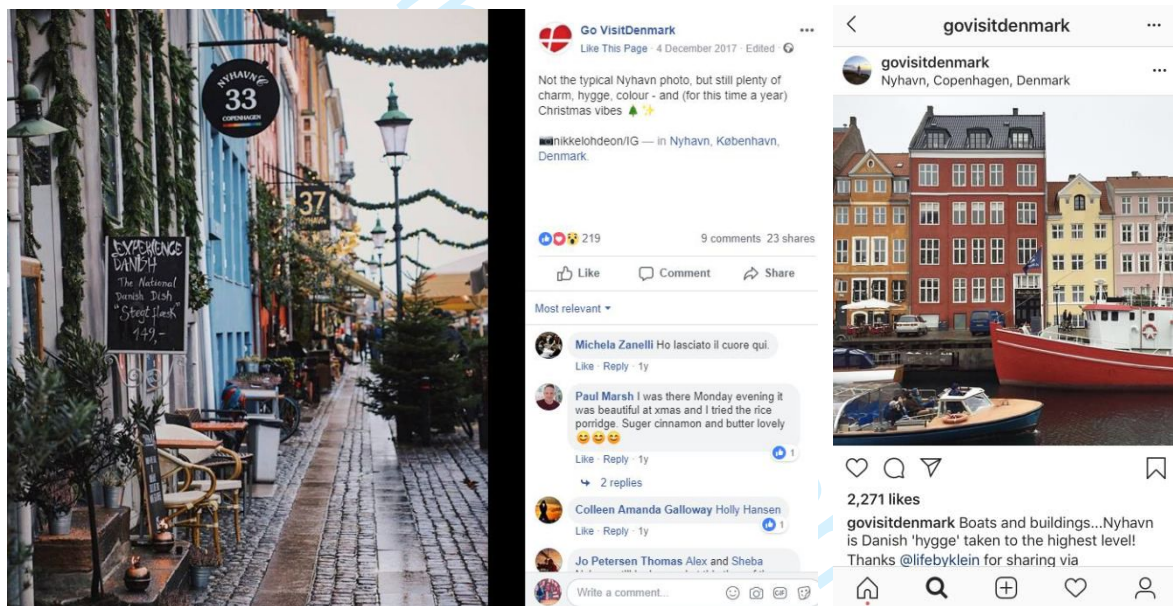 NYHAVN
33
COPENHAGEN
37
NYHAVN
EXPERIENCE
DANISH
The National
Danish Dish
"Stegt flæsk"
149,-
Go VisitDenmark
Like This Page · 4 December 2017 · Edited ·
Not the typical Nyhavn photo, but still plenty of
charm, hygge, colour - and (for this time a year)
Christmas vibes 🎄✨
📷nikkelohdeon/IG — in Nyhavn, København,
Denmark.
219
9 comments 23 shares
Like Comment Share
Most relevant
Michela Zanelli Ho lasciato il cuore qui.
Like · Reply · 1y
Paul Marsh I was there Monday evening it
was beautiful at xmas and I tried the rice
porridge. Suger cinnamon and butter lovely
😊😊😊
1
Like · Reply · 1y
2 replies
Colleen Amanda Galloway Holly Hansen
1
Like · Reply · 1y
Jo Petersen Thomas Alex and Sheba
Write a comment...
GIF
govisitdenmark
govisitdenmark
Nyhavn, Copenhagen, Denmark
2,271 likes
govisitdenmark Boats and buildings...Nyhavn
is Danish 'hygge' taken to the highest level!
Thanks @lifebyklein for sharing via